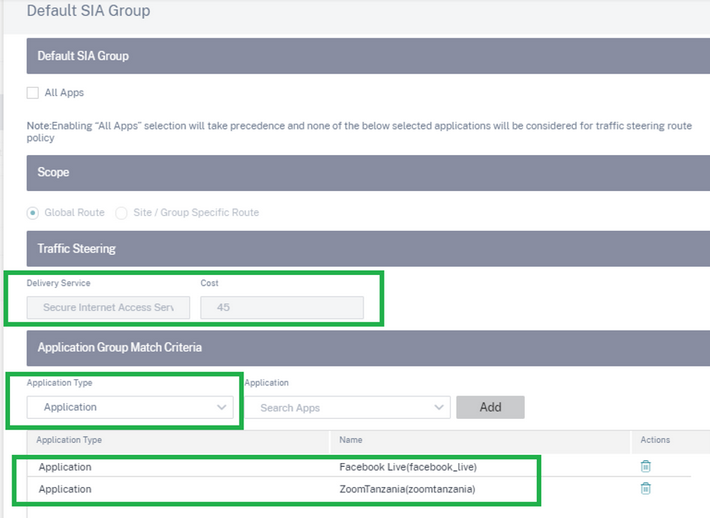 Default SIA Group
Default SIA Group
All Apps
Note:Enabling “All Apps” selection will take precedence and none of the below selected applications will be considered for traffic steering route
policy
Scope
Global Route Site / Group Specific Route
Traffic Steering
Delivery Service Cost
Secure Internet Access Serv 45
Application Group Match Criteria
Application Type Application
Application Search Apps Add
Application Type Name Actions
Application Facebook Live(facebook_live)
Application ZoomTanzania(zoomtanzania)